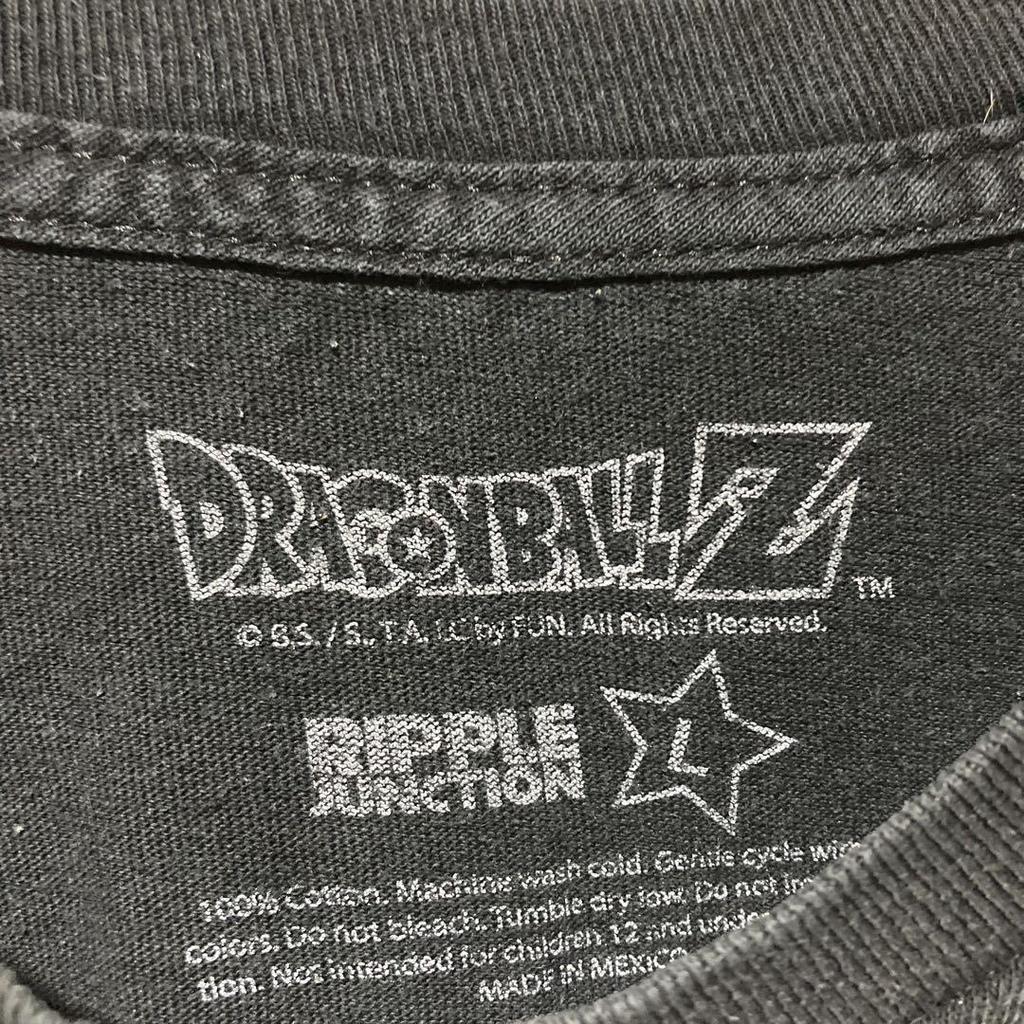 DRAGONBALL Z TM
© B.S. / S., T.A. LC by FUN. All Rights Reserved.
RIPPLE
JUNCTION
L
100% Cotton. Machine wash cold. Gentle cycle
colors. Do not bleach. Tumble dry low. Do not
tion. Not intended for children 12 and
MADE IN MEXICO